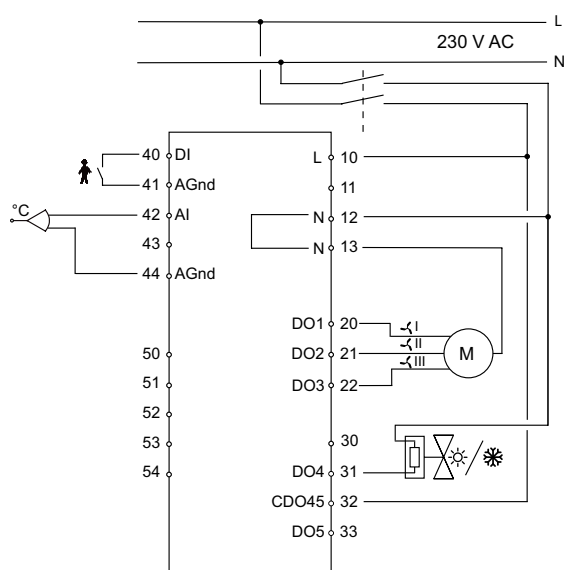 L
230 V AC
N
40 DI
L 10
41 AGnd
11
°C
42 AI
N 12
43
N 13
44 AGnd
DO1 20
I
II
M
50
DO2 21
III
51
DO3 22
52
53
30
54
DO4 31
CDO45 32
DO5 33